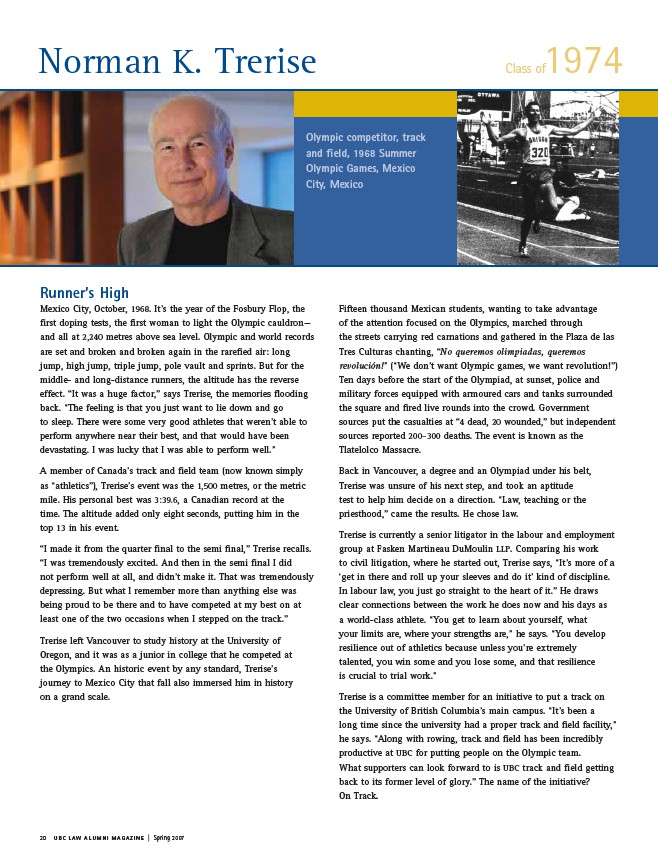 Norman K. Trerise
Class of 1974
Olympic competitor, track
and field, 1968 Summer
Olympic Games, Mexico
City, Mexico
OTTAWA
OREGON
320
Runner's High
Mexico City, October, 1968. It's the year of the Fosbury Flop, the
first doping tests, the first woman to light the Olympic cauldron—
and all at 2,240 metres above sea level. Olympic and world records
are set and broken and broken again in the rarefied air: long
jump, high jump, triple jump, pole vault and sprints. But for the
middle- and long-distance runners, the altitude has the reverse
effect. "It was a huge factor," says Trerise, the memories flooding
back. "The feeling is that you just want to lie down and go
to sleep. There were some very good athletes that weren't able to
perform anywhere near their best, and that would have been
devastating. I was lucky that I was able to perform well."
A member of Canada's track and field team (now known simply
as "athletics"), Trerise's event was the 1,500 metres, or the metric
mile. His personal best was 3:39.6, a Canadian record at the
time. The altitude added only eight seconds, putting him in the
top 13 in his event.
"I made it from the quarter final to the semi final," Trerise recalls.
"I was tremendously excited. And then in the semi final I did
not perform well at all, and didn't make it. That was tremendously
depressing. But what I remember more than anything else was
being proud to be there and to have competed at my best on at
least one of the two occasions when I stepped on the track."
Trerise left Vancouver to study history at the University of
Oregon, and it was as a junior in college that he competed at
the Olympics. An historic event by any standard, Trerise's
journey to Mexico City that fall also immersed him in history
on a grand scale.
Fifteen thousand Mexican students, wanting to take advantage
of the attention focused on the Olympics, marched through
the streets carrying red carnations and gathered in the Plaza de las
Tres Culturas chanting, "No queremos olimpiadas, queremos
revolución!" ("We don't want Olympic games, we want revolution!")
Ten days before the start of the Olympiad, at sunset, police and
military forces equipped with armoured cars and tanks surrounded
the square and fired live rounds into the crowd. Government
sources put the casualties at "4 dead, 20 wounded," but independent
sources reported 200-300 deaths. The event is known as the
Tlatelolco Massacre.
Back in Vancouver, a degree and an Olympiad under his belt,
Trerise was unsure of his next step, and took an aptitude
test to help him decide on a direction. "Law, teaching or the
priesthood," came the results. He chose law.
Trerise is currently a senior litigator in the labour and employment
group at Fasken Martineau DuMoulin LLP. Comparing his work
to civil litigation, where he started out, Trerise says, "It's more of a
'get in there and roll up your sleeves and do it' kind of discipline.
In labour law, you just go straight to the heart of it." He draws
clear connections between the work he does now and his days as
a world-class athlete. "You get to learn about yourself, what
your limits are, where your strengths are," he says. "You develop
resilience out of athletics because unless you're extremely
talented, you win some and you lose some, and that resilience
is crucial to trial work."
Trerise is a committee member for an initiative to put a track on
the University of British Columbia's main campus. "It's been a
long time since the university had a proper track and field facility,"
he says. "Along with rowing, track and field has been incredibly
productive at UBC for putting people on the Olympic team.
What supporters can look forward to is UBC track and field getting
back to its former level of glory." The name of the initiative?
On Track.
20 UBC LAW ALUMNI MAGAZINE | Spring 2007